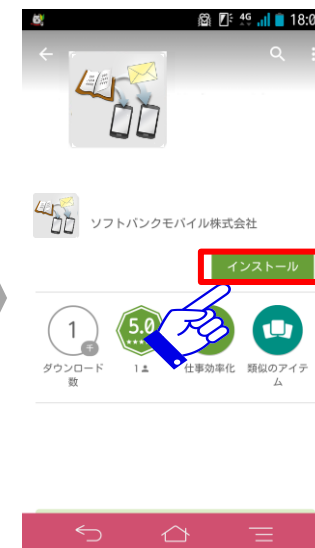 4G 18:0
ソフトバンクモバイル株式会社
インストール
1
5.0
ダウンロード
数
1
仕事効率化
類似のアイテ
ム